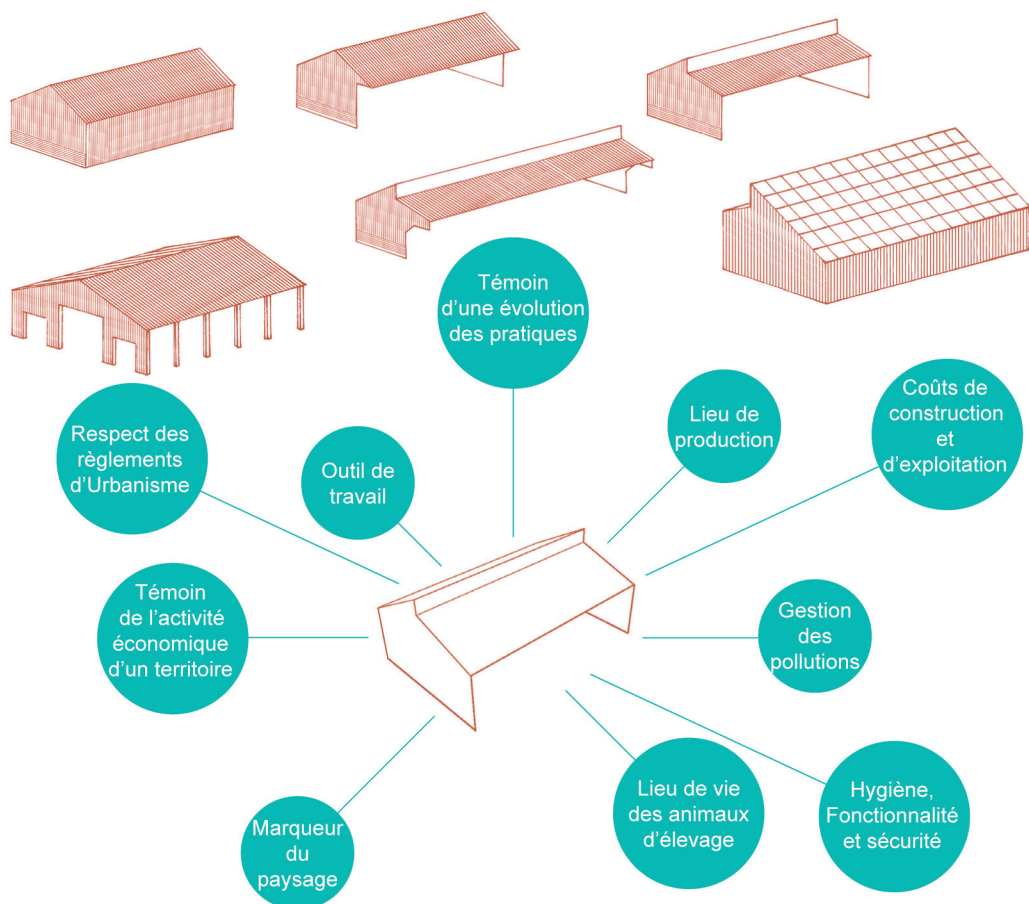 Témoin
d'une évolution
des pratiques
Respect des
règlements
d'Urbanisme
Outil de
travail
Lieu de
production
Coûts de
construction
et
d'exploitation
Témoin
de l'activité
économique
d'un territoire
Gestion
des
pollutions
Marqueur
du
paysage
Lieu de vie
des animaux
d'élevage
Hygiène,
Fonctionnalité
et sécurité